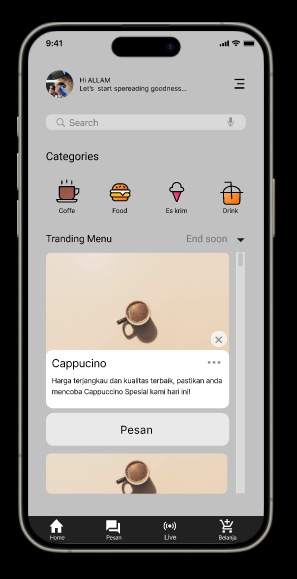 9:41
Hi ALLAM
Let's start spereading goodness...
Search
Categories
Coffe
Food
Es krim
Drink
Tranding Menu
End soon
Cappucino
Harga terjangkau dan kualitas terbaik, pastikan anda
mencoba Cappuccino Spesial kami hari ini!
Pesan
Home
Pesan
Live
Belanja